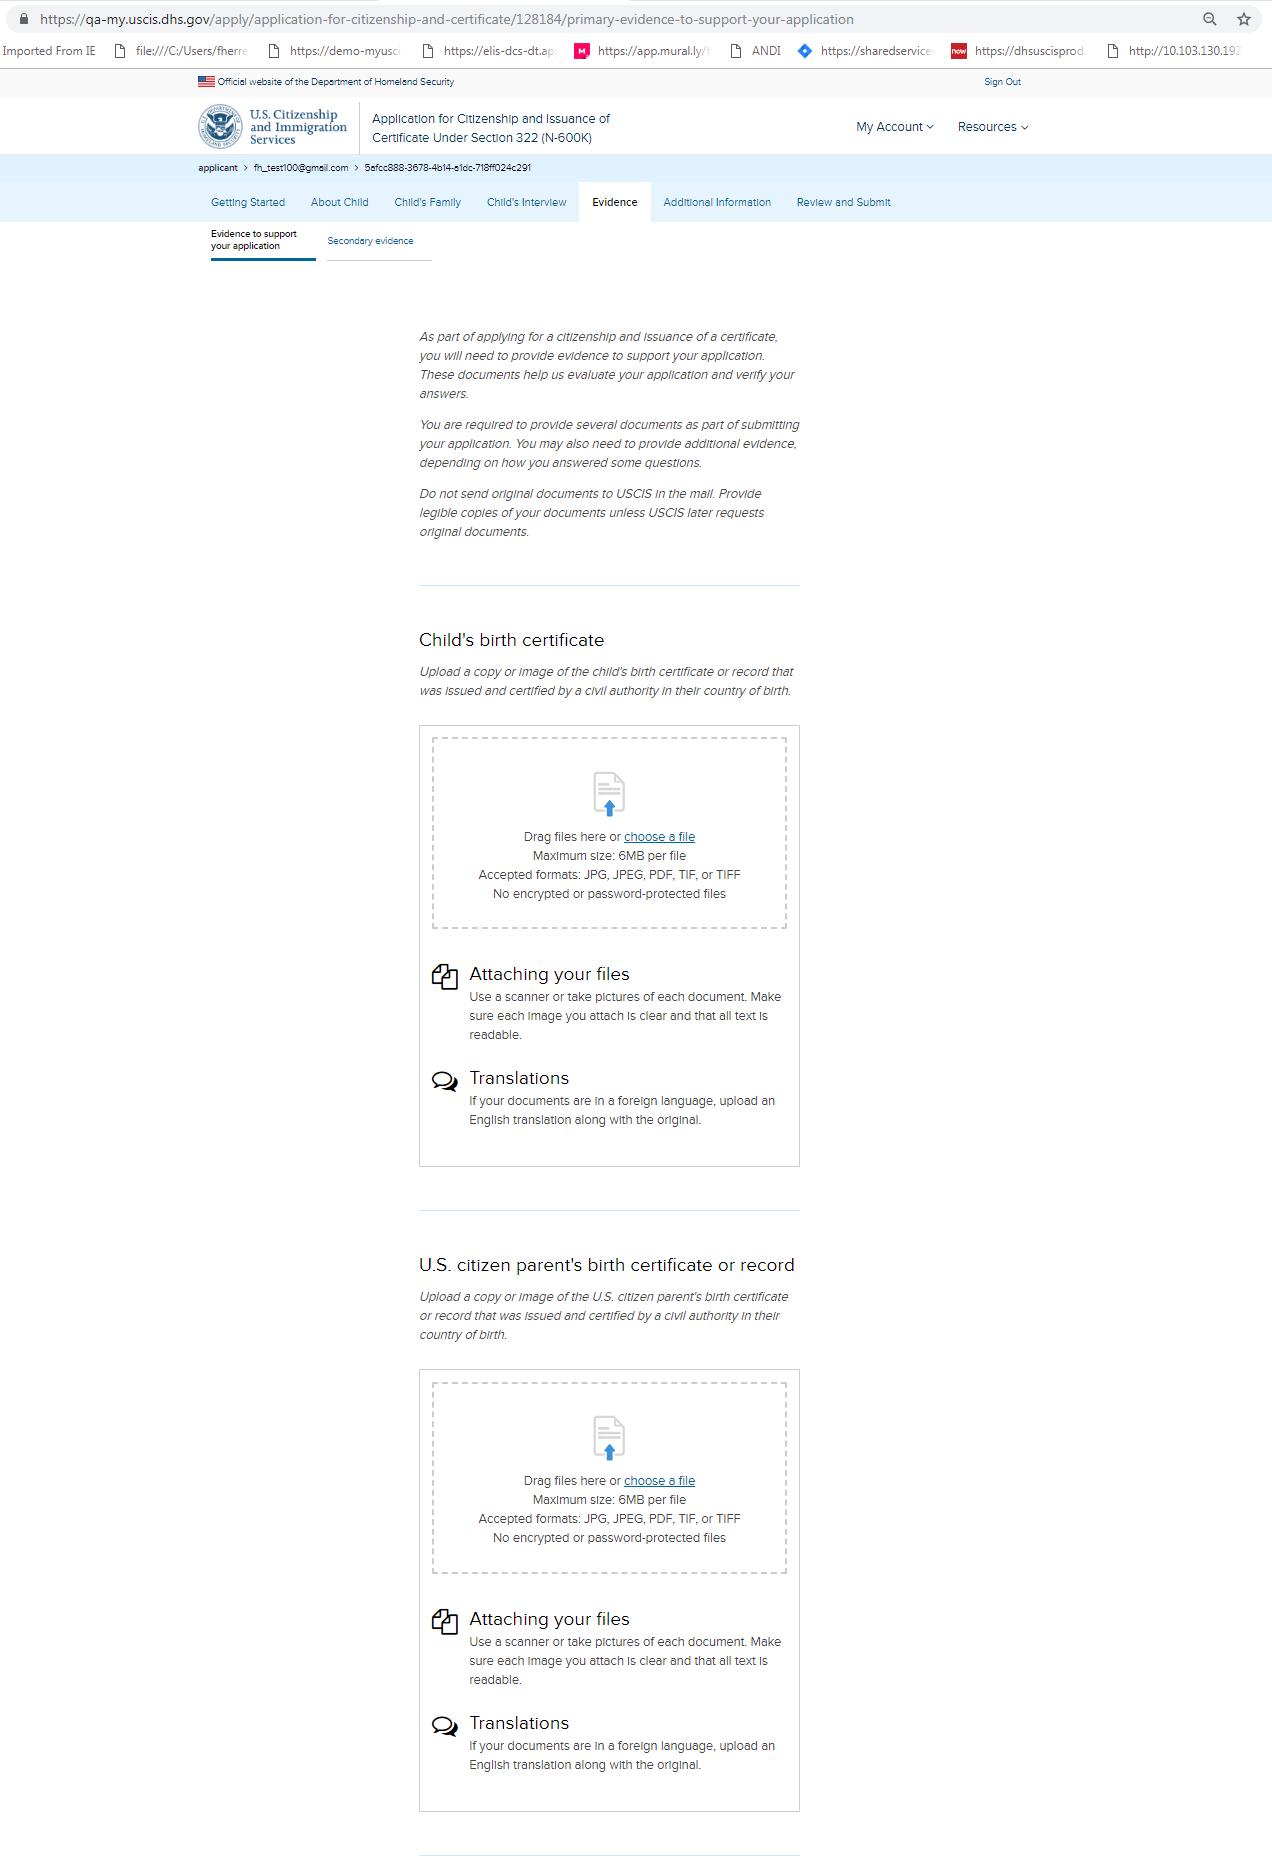 https://qa-my.uscis.dhs.gov/apply/application-for-citizenship-and-certificate/128184/primary-evidence-to-support-your-application
Imported From IE file:///C:/Users/fherre https://demo-myusci https://elis-dcs-dt.ap https://app.mural.ly/t ANDI https://sharedservice https://dhsuscisprod. http://10.103.130.192
Official website of the Department of Homeland Security Sign Out
U.S. Citizenship
and Immigration
Services
Application for Citizenship and Issuance of
Certificate Under Section 322 (N-600K)
My Account Resources
applicant > fh_test100@gmail.com > 5afcc888-3678-4b14-a1dc-718ff024c291
Getting Started About Child Child's Family Child's Interview Evidence Additional Information Review and Submit
Evidence to support
your application
Secondary evidence
As part of applying for a citizenship and issuance of a certificate,
you will need to provide evidence to support your application.
These documents help us evaluate your application and verify your
answers.
You are required to provide several documents as part of submitting
your application. You may also need to provide additional evidence,
depending on how you answered some questions.
Do not send original documents to USCIS in the mail. Provide
legible copies of your documents unless USCIS later requests
original documents.
Child's birth certificate
Upload a copy or image of the child's birth certificate or record that
was issued and certified by a civil authority in their country of birth.
Drag files here or choose a file
Maximum size: 6MB per file
Accepted formats: JPG, JPEG, PDF, TIF, or TIFF
No encrypted or password-protected files
Attaching your files
Use a scanner or take pictures of each document. Make
sure each image you attach is clear and that all text is
readable.
Translations
If your documents are in a foreign language, upload an
English translation along with the original.
U.S. citizen parent's birth certificate or record
Upload a copy or image of the U.S. citizen parent's birth certificate
or record that was issued and certified by a civil authority in their
country of birth.
Drag files here or choose a file
Maximum size: 6MB per file
Accepted formats: JPG, JPEG, PDF, TIF, or TIFF
No encrypted or password-protected files
Attaching your files
Use a scanner or take pictures of each document. Make
sure each image you attach is clear and that all text is
readable.
Translations
If your documents are in a foreign language, upload an
English translation along with the original.